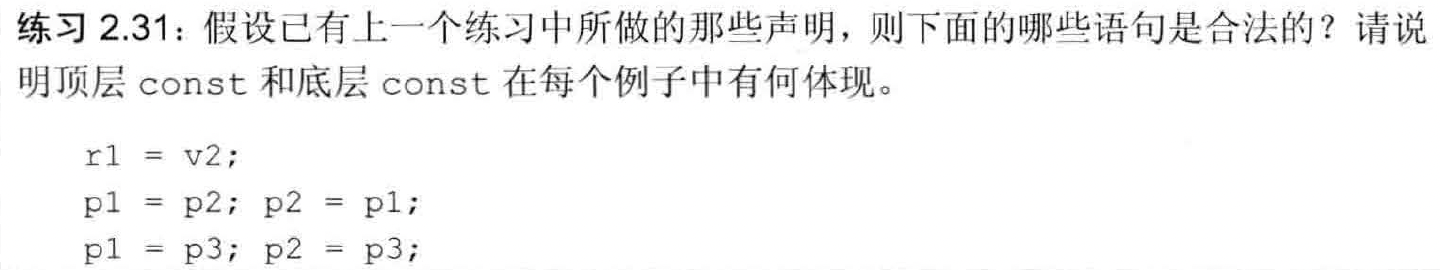 练习 2.31：假设已有上一个练习中所做的那些声明，则下面的哪些语句是合法的？请说
明顶层 const 和底层 const 在每个例子中有何体现。
r1 = v2;
p1 = p2; p2 = p1;
p1 = p3; p2 = p3;